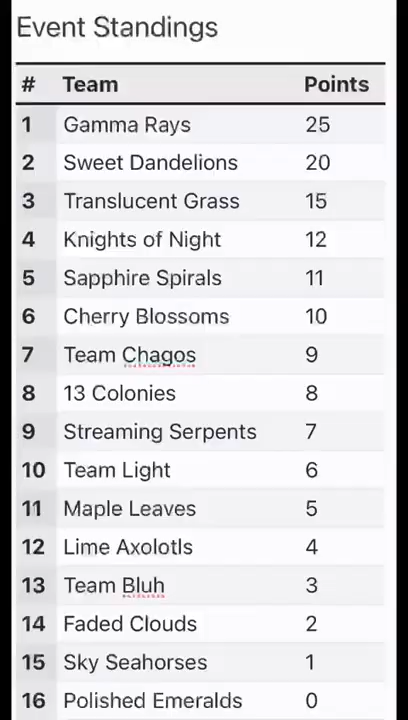 Event Standings
# Team Points
1 Gamma Rays 25
2 Sweet Dandelions 20
3 Translucent Grass 15
4 Knights of Night 12
5 Sapphire Spirals 11
6 Cherry Blossoms 10
7 Team Chagos 9
8 13 Colonies 8
9 Streaming Serpents 7
10 Team Light 6
11 Maple Leaves 5
12 Lime Axolotls 4
13 Team Bluh 3
14 Faded Clouds 2
15 Sky Seahorses 1
16 Polished Emeralds 0